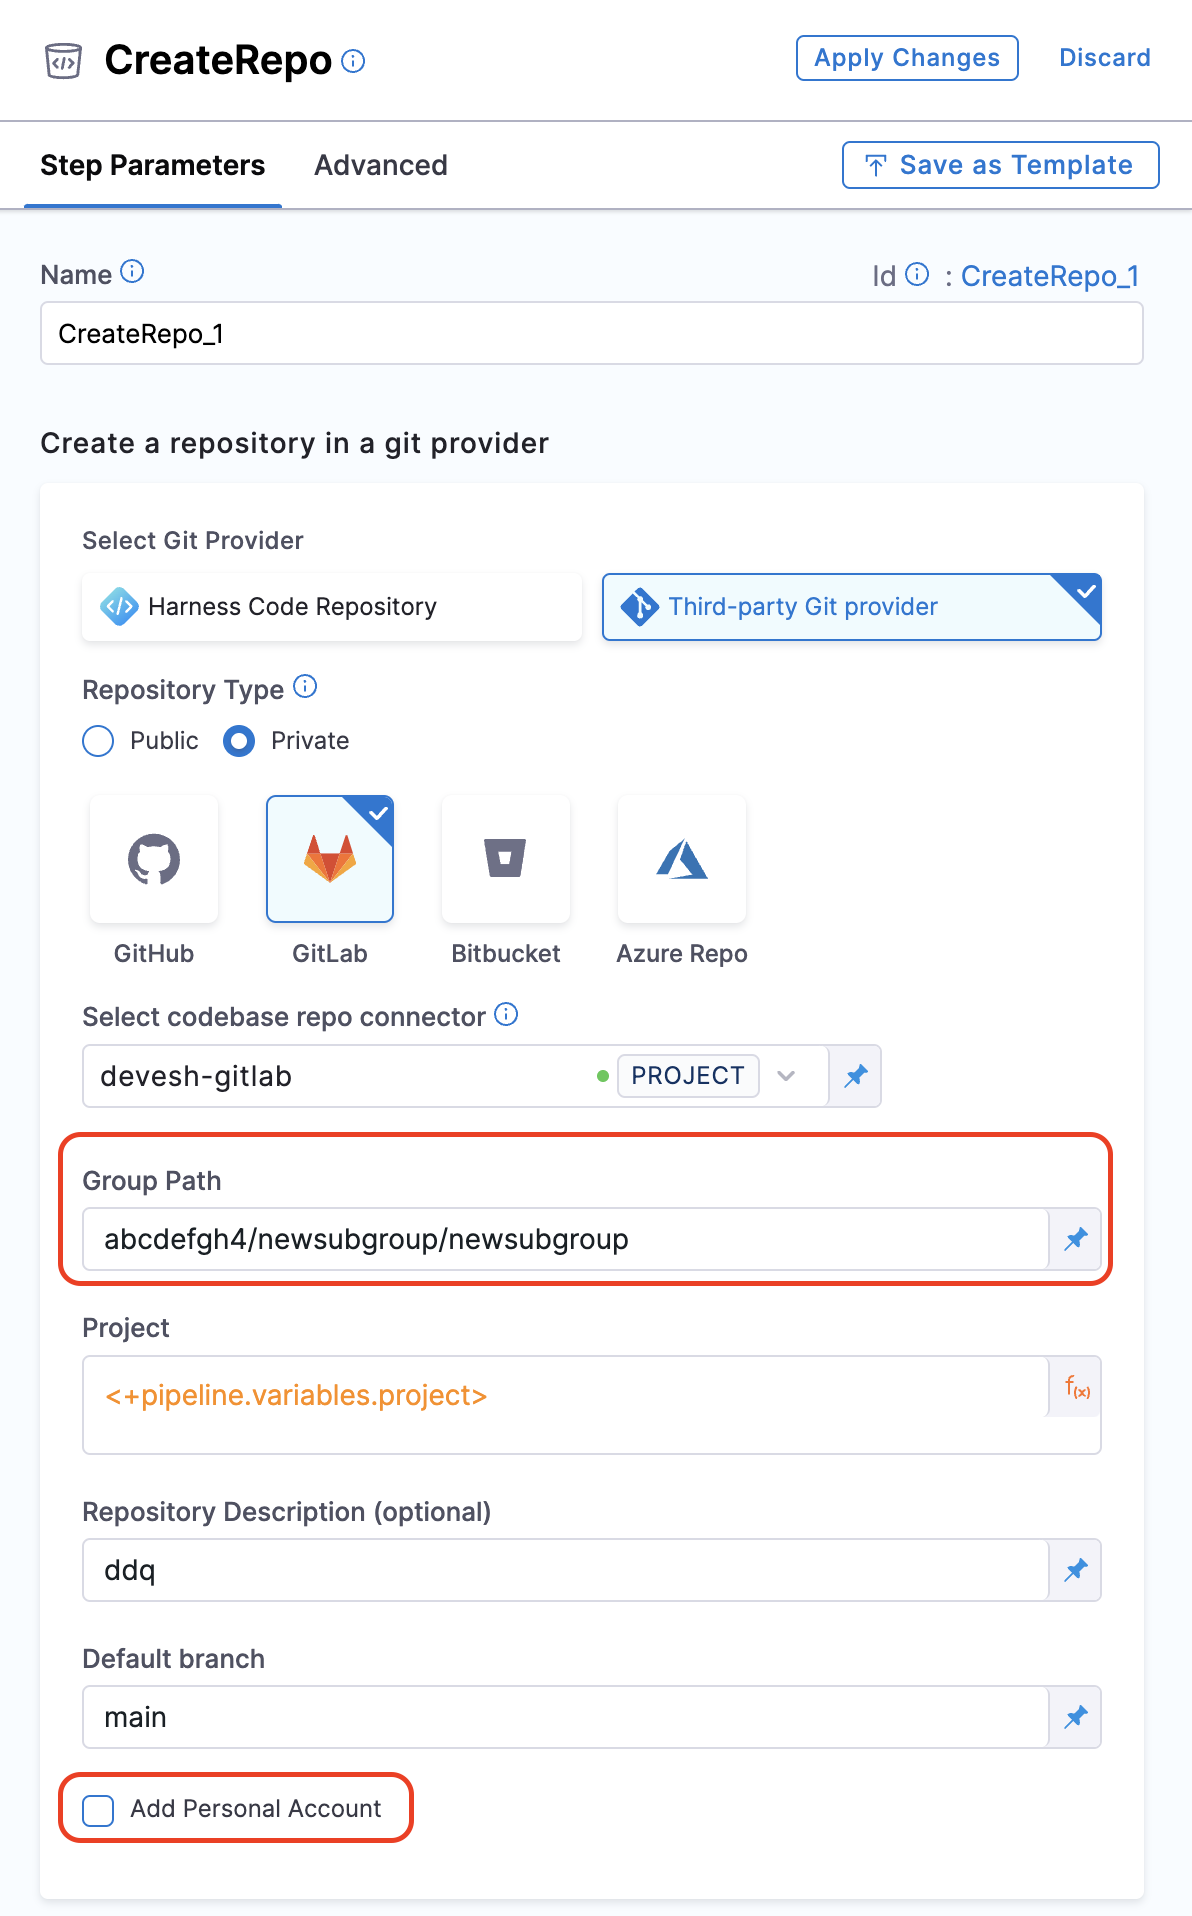 CreateRepo
Apply Changes
Discard
Step Parameters
Advanced
Save as Template
Name
Id : CreateRepo_1
CreateRepo_1
Create a repository in a git provider
Select Git Provider
Harness Code Repository
Third-party Git provider
Repository Type
Public
Private
GitHub
GitLab
Bitbucket
Azure Repo
Select codebase repo connector
devesh-gitlab
PROJECT
Group Path
abcdefgh4/newsubgroup/newsubgroup
Project
<+pipeline.variables.project>
f(x)
Repository Description (optional)
ddq
Default branch
main
Add Personal Account